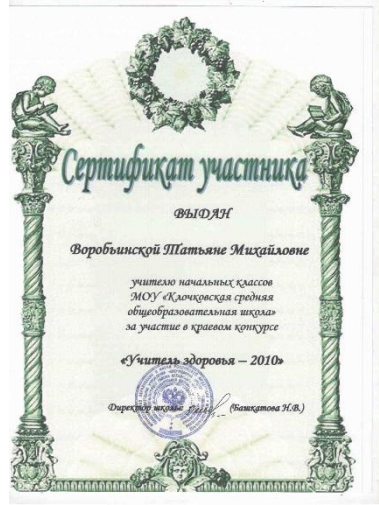 Сертификат участника
ВЫДАН
Воробьинской Татьяне Михайловне
учителю начальных классов
МОУ «Клочковская средняя
общеобразовательная школа»
за участие в краевом конкурсе
«Учитель здоровья – 2010»
Директор школы: (Башкатова Н.В.)